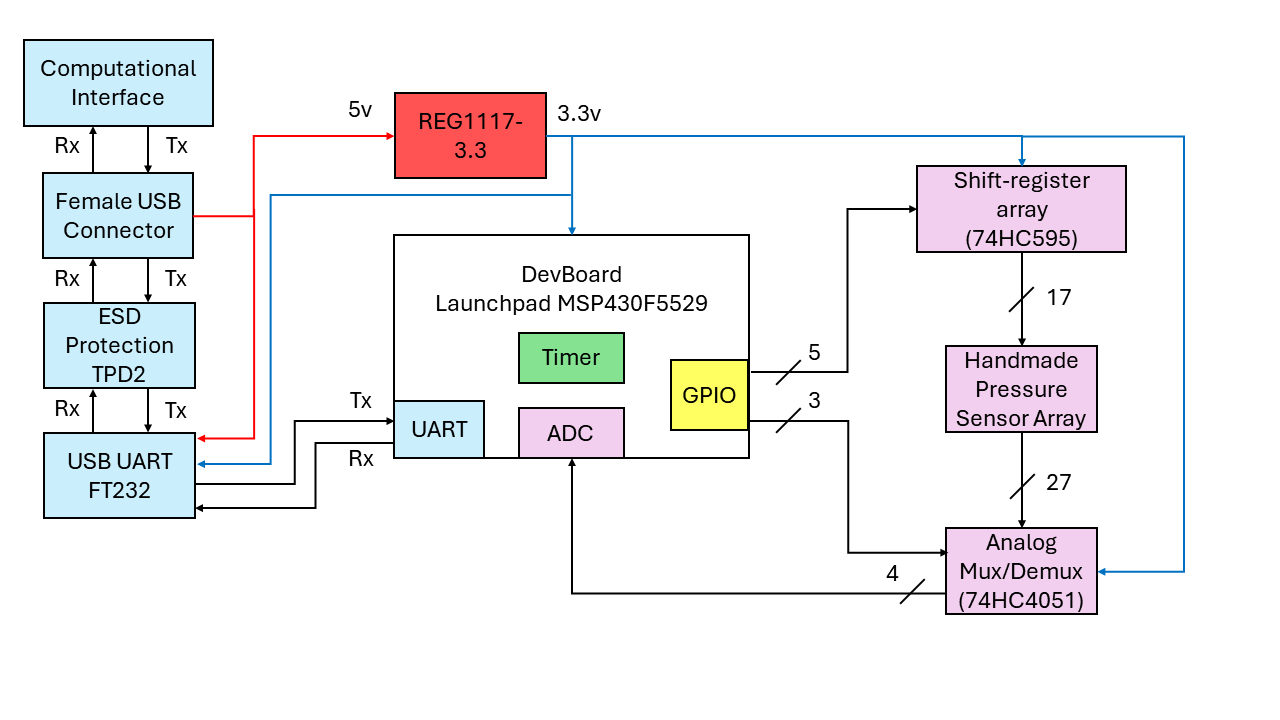 Computational
Interface
Rx
Tx
Female USB
Connector
Rx
Tx
ESD
Protection
TPD2
Rx
Tx
USB UART
FT232
5v
REG1117-
3.3
3.3v
DevBoard
Launchpad MSP430F5529
Timer
GPIO
UART
ADC
Tx
Rx
5
3
Shift-register
array
(74HC595)
17
Handmade
Pressure
Sensor Array
27
Analog
Mux/Demux
(74HC4051)
4